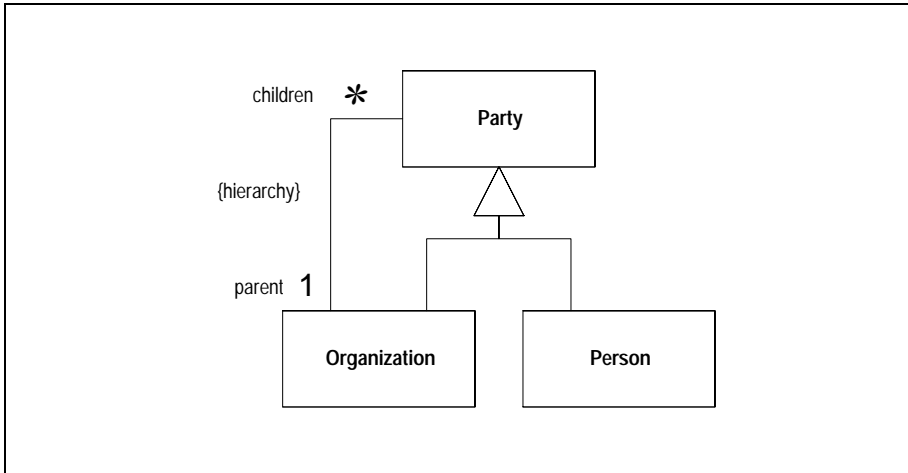 children *
Party
{hierarchy}
parent 1
Organization
Person